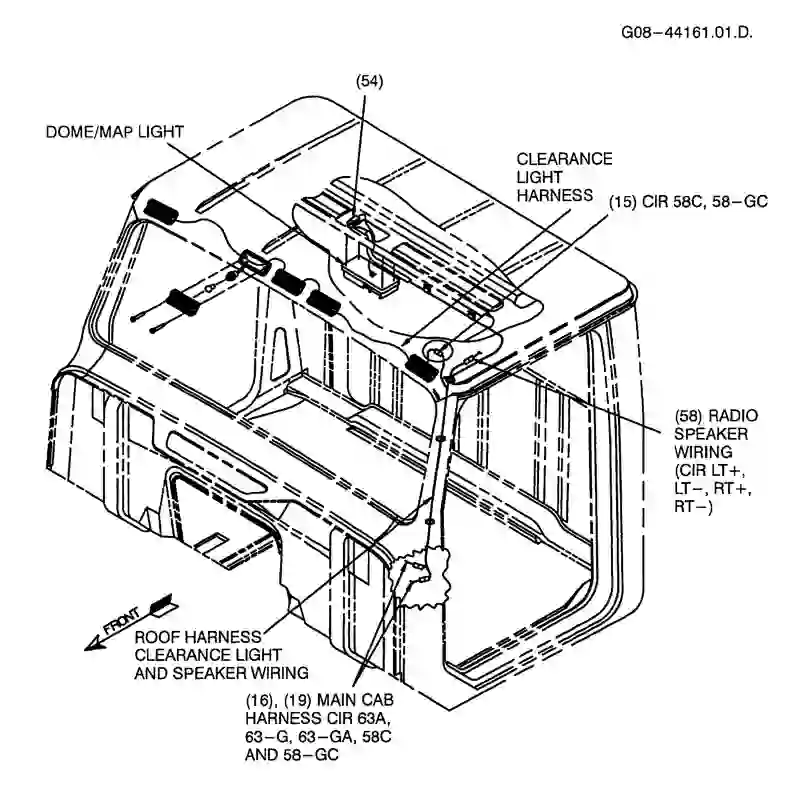 G08-44161.01.D.
(54)
DOME/MAP LIGHT
CLEARANCE
LIGHT
HARNESS
(15) CIR 58C, 58-GC
(58) RADIO
SPEAKER
WIRING
(CIR LT+,
LT-, RT+,
RT-)
FRONT
ROOF HARNESS
CLEARANCE LIGHT
AND SPEAKER WIRING
(16), (19) MAIN CAB
HARNESS CIR 63A,
63-G, 63-GA, 58C
AND 58-GC